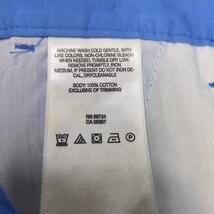 MACHINE WASH COLD GENTLE, WITH
LIKE COLORS, NON-CHLORINE BLEACH
WHEN NEEDED, TUMBLE DRY LOW,
REMOVE PROMPTLY, IRON
MEDIUM, IF PRESENT DO NOT IRON DE-
CAL, DRYCLEANABLE
BODY: 100% COTTON
EXCLUSIVE OF TRIMMING
RN 69724
CA 08367